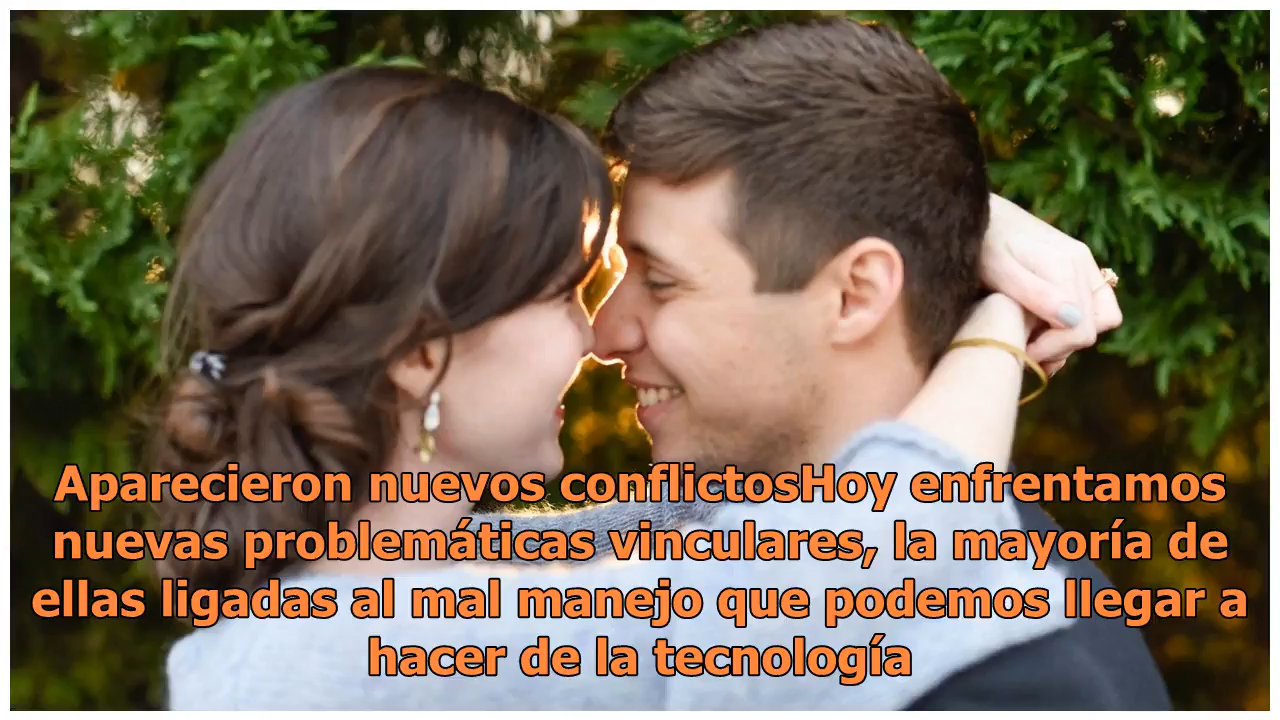 Aparecieron nuevos conflictosHoy enfrentamos
nuevas problemáticas vinculares, la mayoría de
ellas ligadas al mal manejo que podemos llegar a
hacer de la tecnología